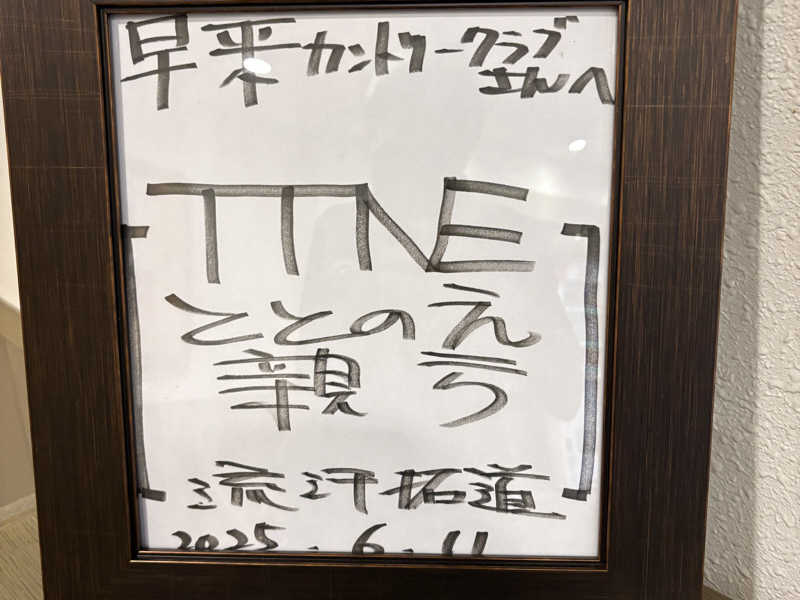 早来カントリークラブ
さんへ
TTNE
ととのえ
親方
流汗拓道
2025.6.11